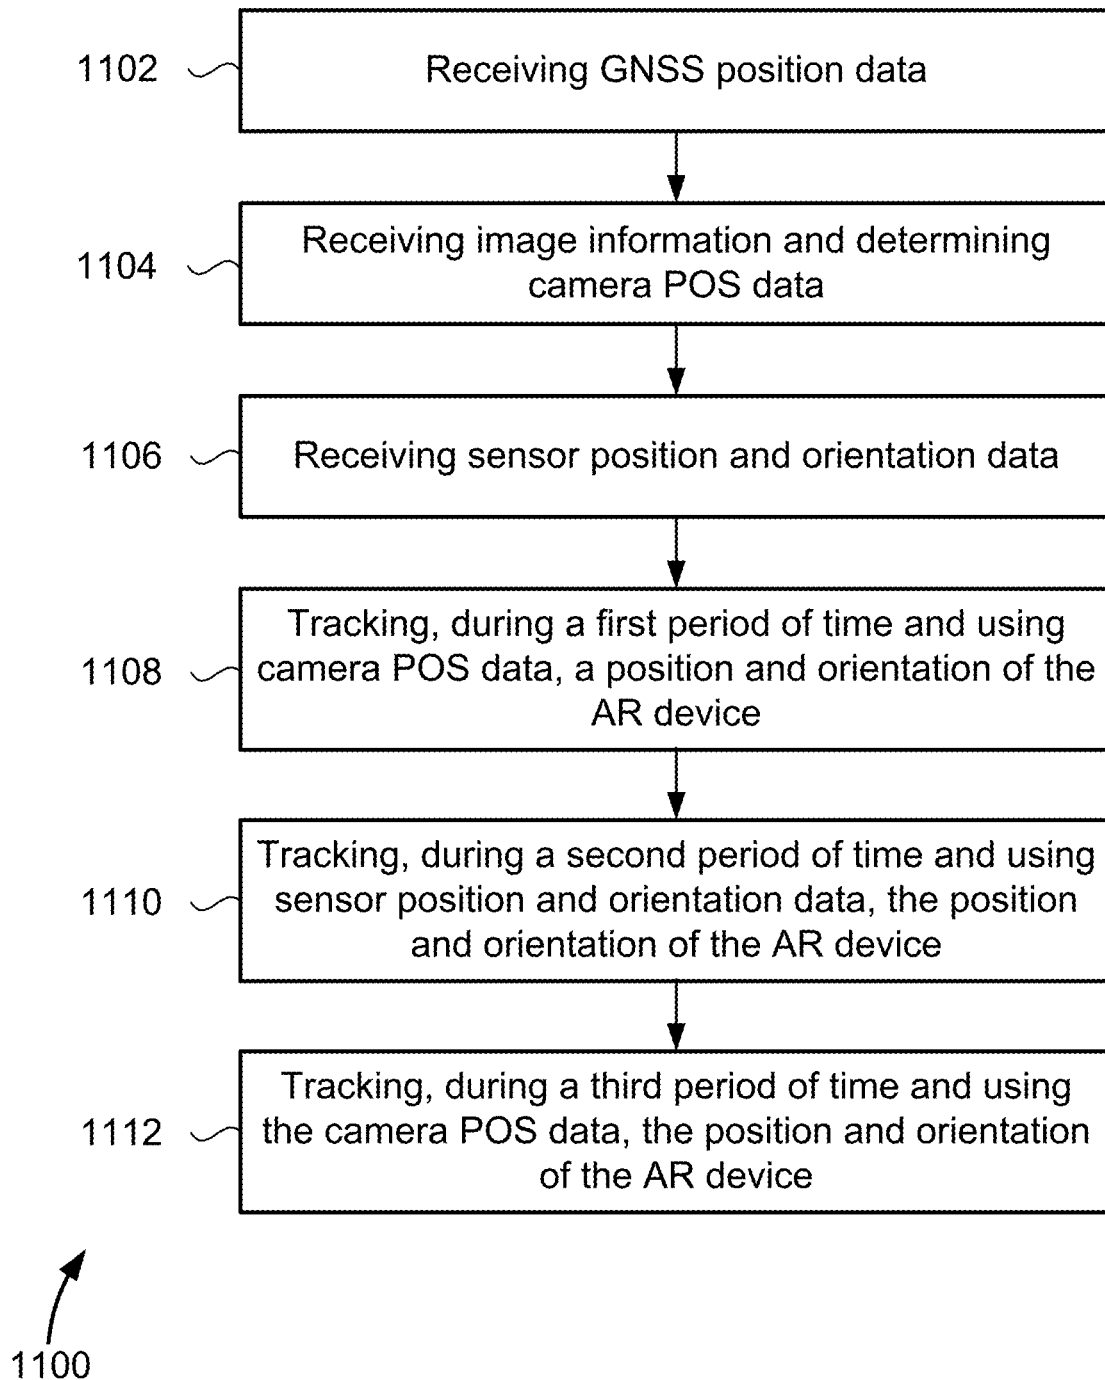 1102
Receiving GNSS position data
1104
Receiving image information and determining
camera POS data
1106
Receiving sensor position and orientation data
1108
Tracking, during a first period of time and using
camera POS data, a position and orientation of the
AR device
1110
Tracking, during a second period of time and using
sensor position and orientation data, the position
and orientation of the AR device
1112
Tracking, during a third period of time and using
the camera POS data, the position and orientation
of the AR device
1100